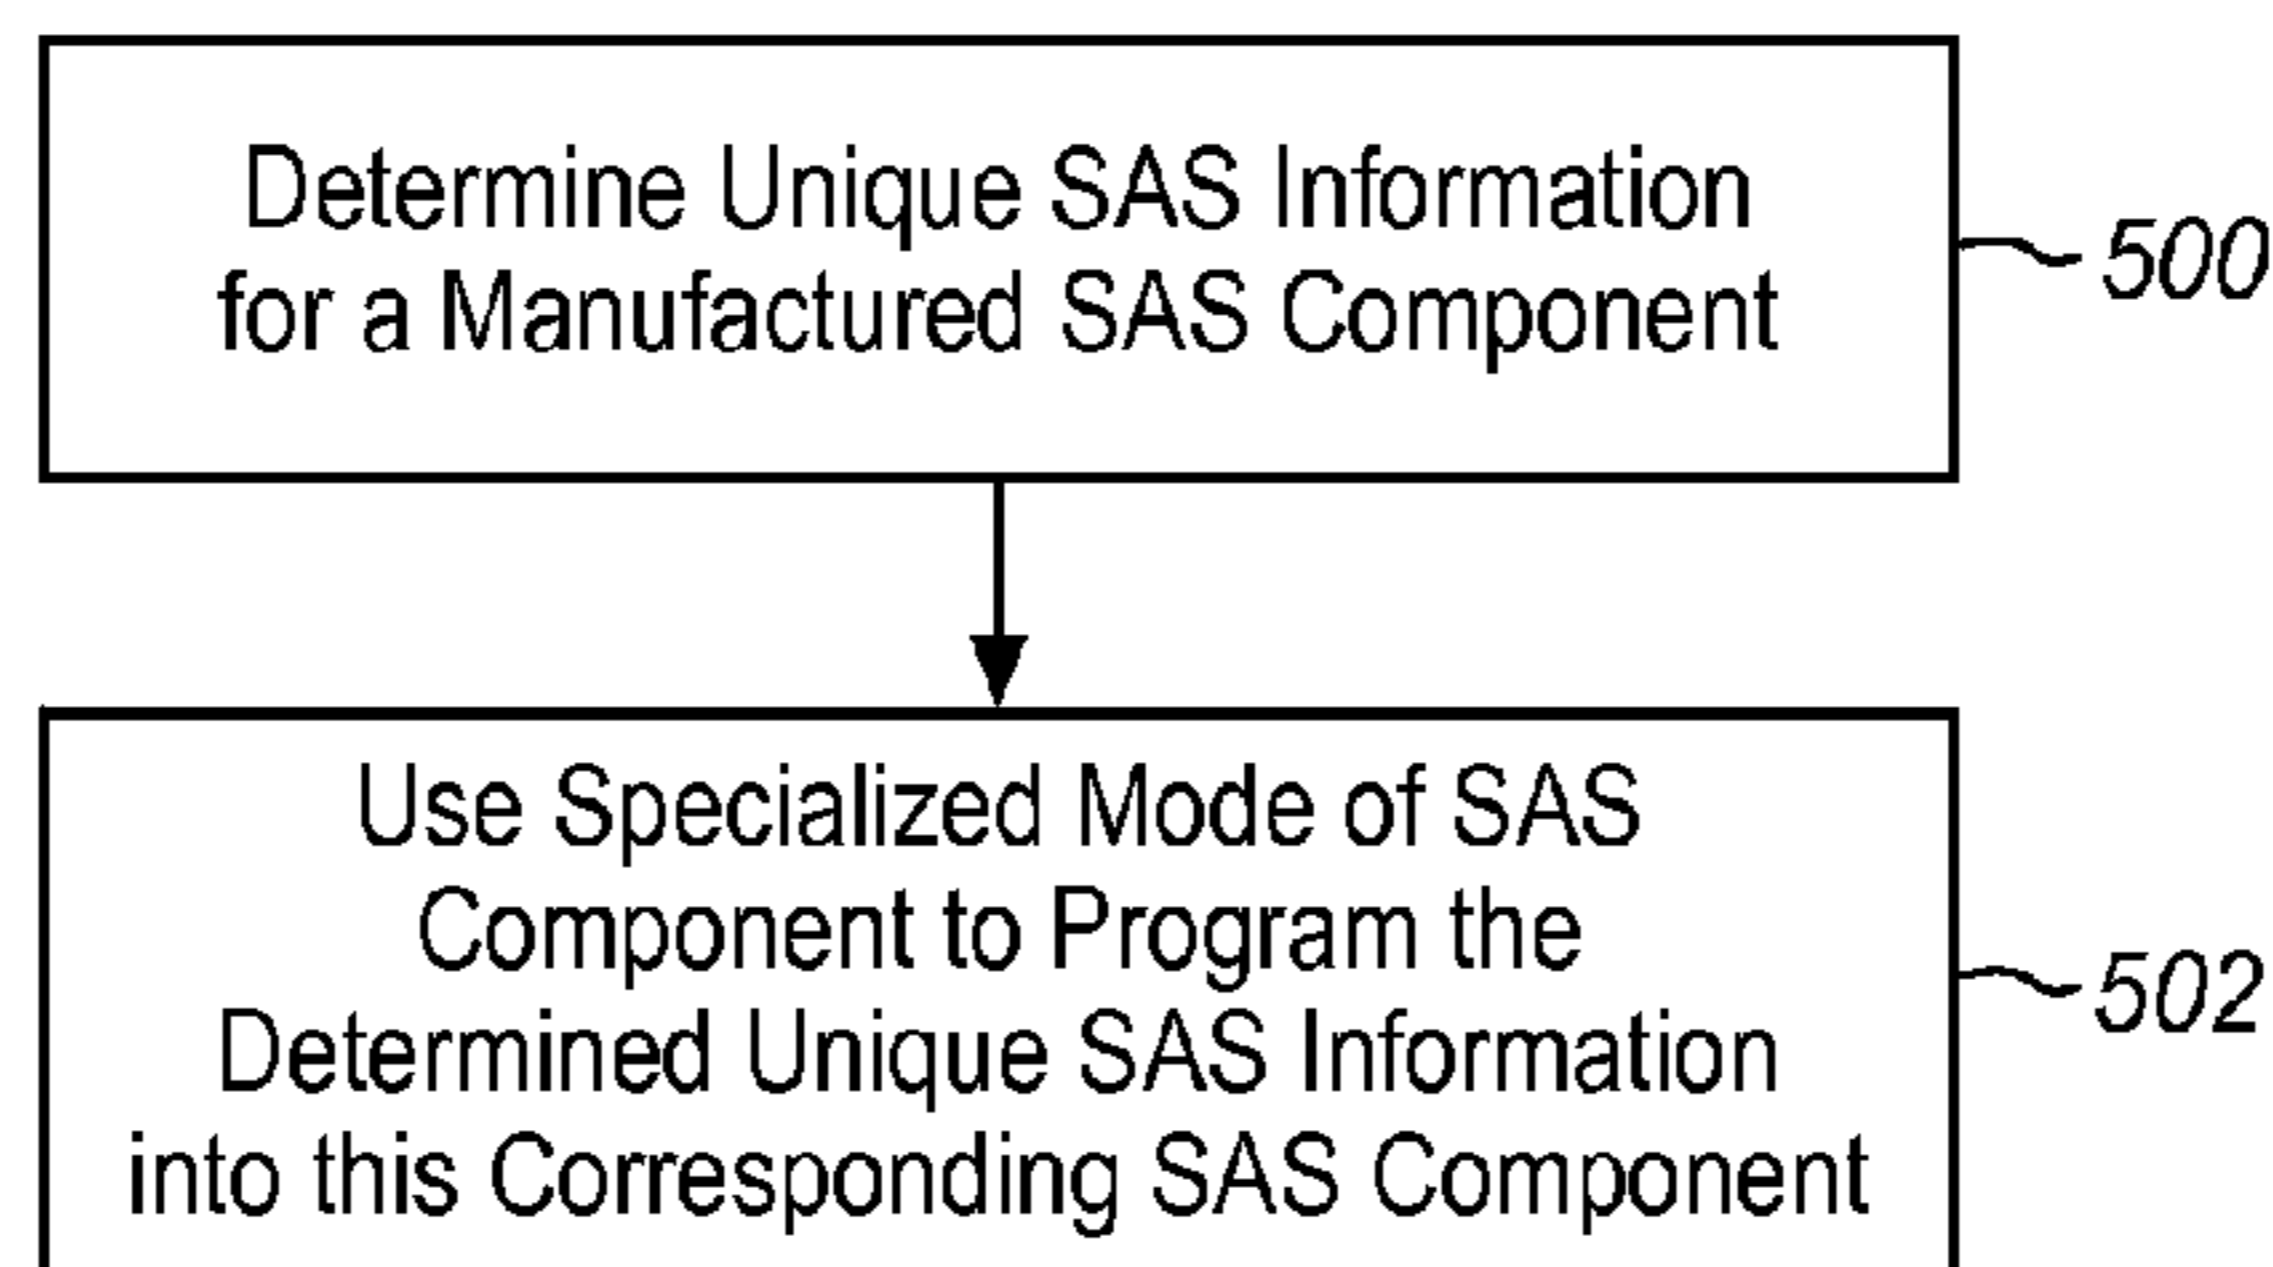 Determine Unique SAS Information
for a Manufactured SAS Component
500
Use Specialized Mode of SAS
Component to Program the
Determined Unique SAS Information
into this Corresponding SAS Component
502